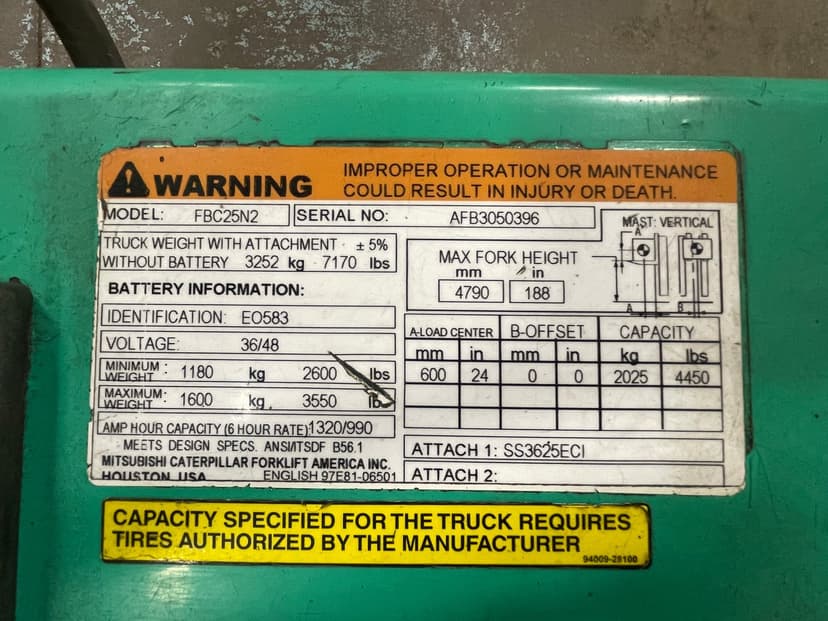 WARNING
IMPROPER OPERATION OR MAINTENANCE
COULD RESULT IN INJURY OR DEATH.
MODEL: FBC25N2
SERIAL NO: AFB3050396
TRUCK WEIGHT WITH ATTACHMENT ± 5%
WITHOUT BATTERY 3252 kg 7170 lbs
BATTERY INFORMATION:
IDENTIFICATION: EO583
VOLTAGE: 36/48
MINIMUM WEIGHT : 1180 kg 2600 lbs
MAXIMUM WEIGHT : 1600 kg 3550 lb
AMP HOUR CAPACITY (6 HOUR RATE) 1320/990
MEETS DESIGN SPECS. ANSI/ITSDF B56.1
MITSUBISHI CATERPILLAR FORKLIFT AMERICA INC.
HOUSTON, USA ENGLISH 97E81-06501
MAX FORK HEIGHT
mm in
4790 188
MAST: VERTICAL
A
A B
A-LOAD CENTER B-OFFSET CAPACITY
mm in mm in kg lbs
600 24 0 0 2025 4450
ATTACH 1: SS3625ECI
ATTACH 2:
CAPACITY SPECIFIED FOR THE TRUCK REQUIRES
TIRES AUTHORIZED BY THE MANUFACTURER
94009-28100